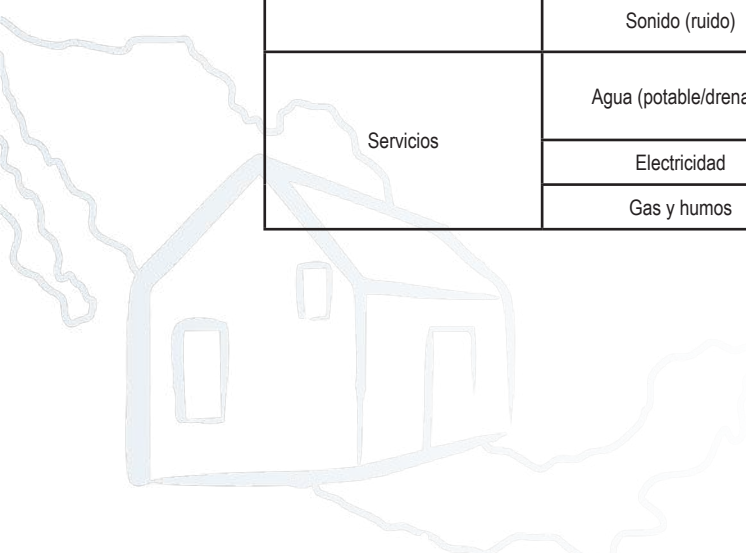 Sonido (ruido)
Servicios
Agua (potable/drena
Electricidad
Gas y humos